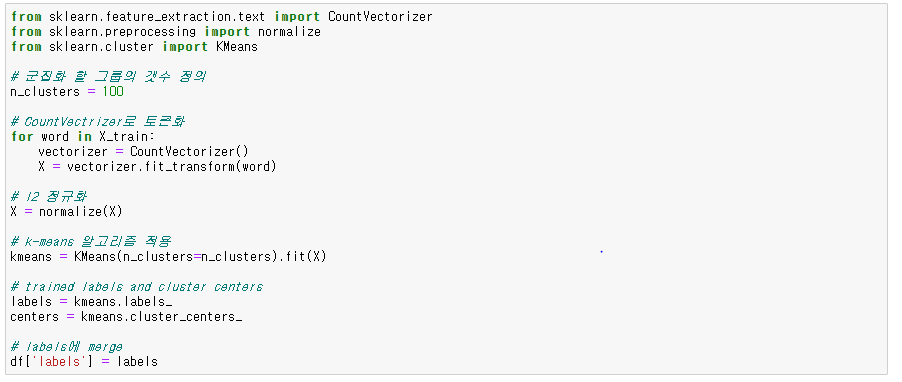 from sklearn.feature_extraction.text import CountVectorizer
from sklearn.preprocessing import normalize
from sklearn.cluster import KMeans
# 군집화 할 그룹의 갯수 정의
n_clusters = 100
# CountVectrizer로 토큰화
for word in X_train:
vectorizer = CountVectorizer()
X = vectorizer.fit_transform(word)
# l2 정규화
X = normalize(X)
# k-means 알고리즘 적용
kmeans = KMeans(n_clusters=n_clusters).fit(X)
# trained labels and cluster centers
labels = kmeans.labels_
centers = kmeans.cluster_centers_
# labels에 merge
df['labels'] = labels